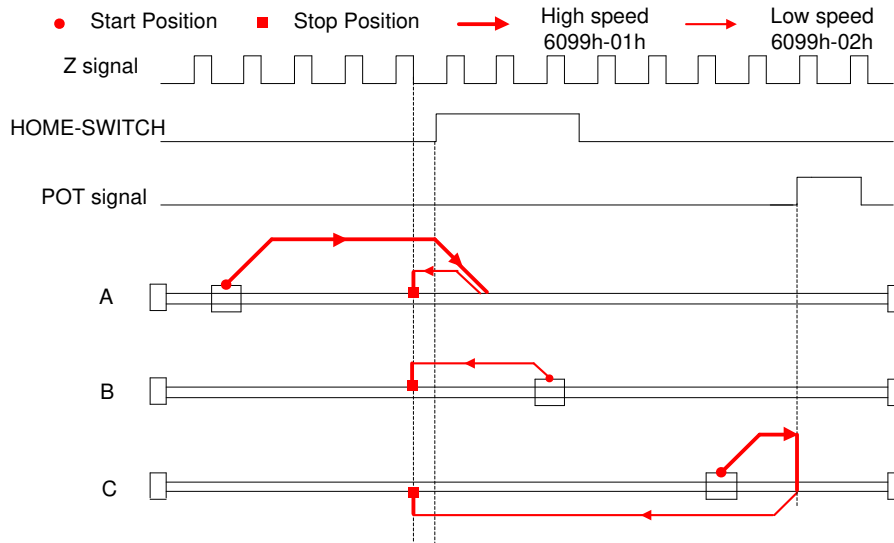 Start Position
Stop Position
High speed
6099h-01h
Low speed
6099h-02h
Z signal
HOME-SWITCH
POT signal
A
B
C